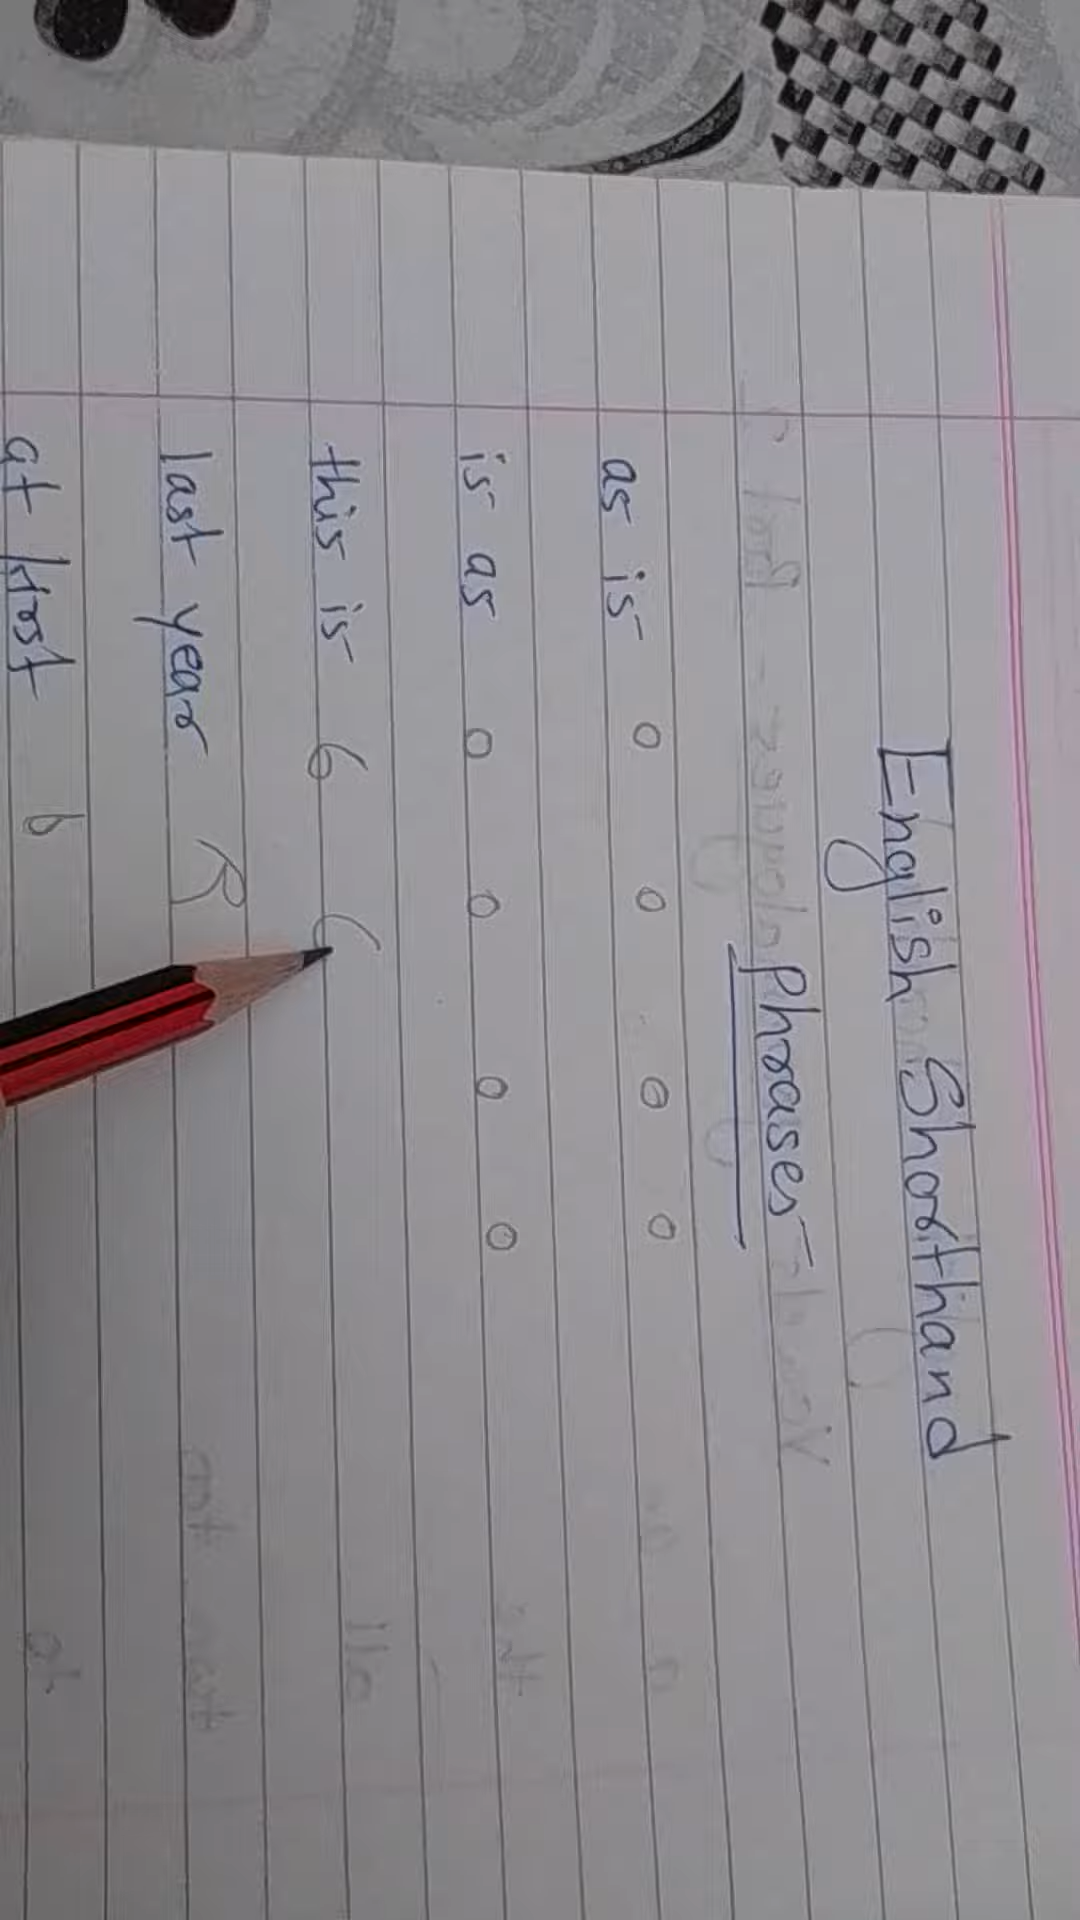 English Shorthand
Phrases
as is
is as
this is
last year
at first